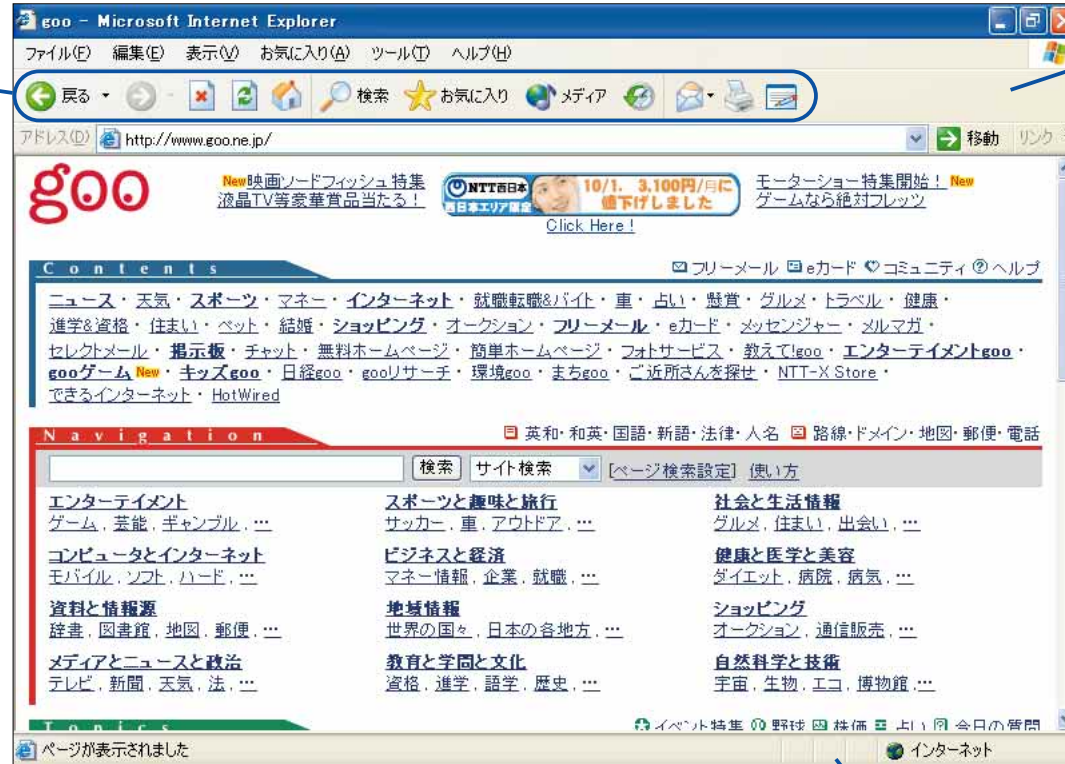 goo - Microsoft Internet Explorer
ファイル(F) 編集(E) 表示(V) お気に入り(A) ツール(T) ヘルプ(H)
戻る 検索 お気に入り メディア
アドレス(D) http://www.goo.ne.jp/ 移動 リンク
goo
New映画ソードフィッシュ特集
液晶TV等豪華賞品当たる!
NTT西日本
西日本エリア限定
10/1. 3.100円/月に
値下げしました
Click Here !
モーターショー特集開始! New
ゲームなら絶対フレッツ
Contents フリーメール eカード コミュニティ ヘルプ
ニュース・天気・スポーツ・マネー・インターネット・就職転職&バイト・車・占い・懸賞・グルメ・トラベル・健康・
進学&資格・住まい・ペット・結婚・ショッピング・オークション・フリーメール・eカード・メッセンジャー・メルマガ・
セレクトメール・掲示板・チャット・無料ホームページ・簡単ホームページ・フォトサービス・教えて!goo・エンターテイメントgoo・
gooゲームNew・キッズgoo・日経goo・gooリサーチ・環境goo・まちgoo・ご近所さんを探せ・NTT-X Store・
できるインターネット・HotWired
Navigation 英和・和英・国語・新語・法律・人名 路線・ドメイン・地図・郵便・電話
検索 サイト検索 [ページ検索設定] 使い方
エンターテイメント スポーツと趣味と旅行 社会と生活情報
ゲーム, 芸能, ギャンブル, … サッカー, 車, アウトドア, … グルメ, 住まい, 出会い, …
コンピュータとインターネット ビジネスと経済 健康と医学と美容
モバイル, ソフト, ハード, … マネー情報, 企業, 就職, … ダイエット, 病院, 病気, …
資料と情報源 地域情報 ショッピング
辞書, 図書館, 地図, 郵便, … 世界の国々, 日本の各地方, … オークション, 通信販売, …
メディアとニュースと政治 教育と学問と文化 自然科学と技術
テレビ, 新聞, 天気, 法, … 資格, 進学, 語学, 歴史, … 宇宙, 生物, エコ, 博物館,…
Topics イベント特集 野球 株価 占い 今日の質問
ページが表示されました インターネット